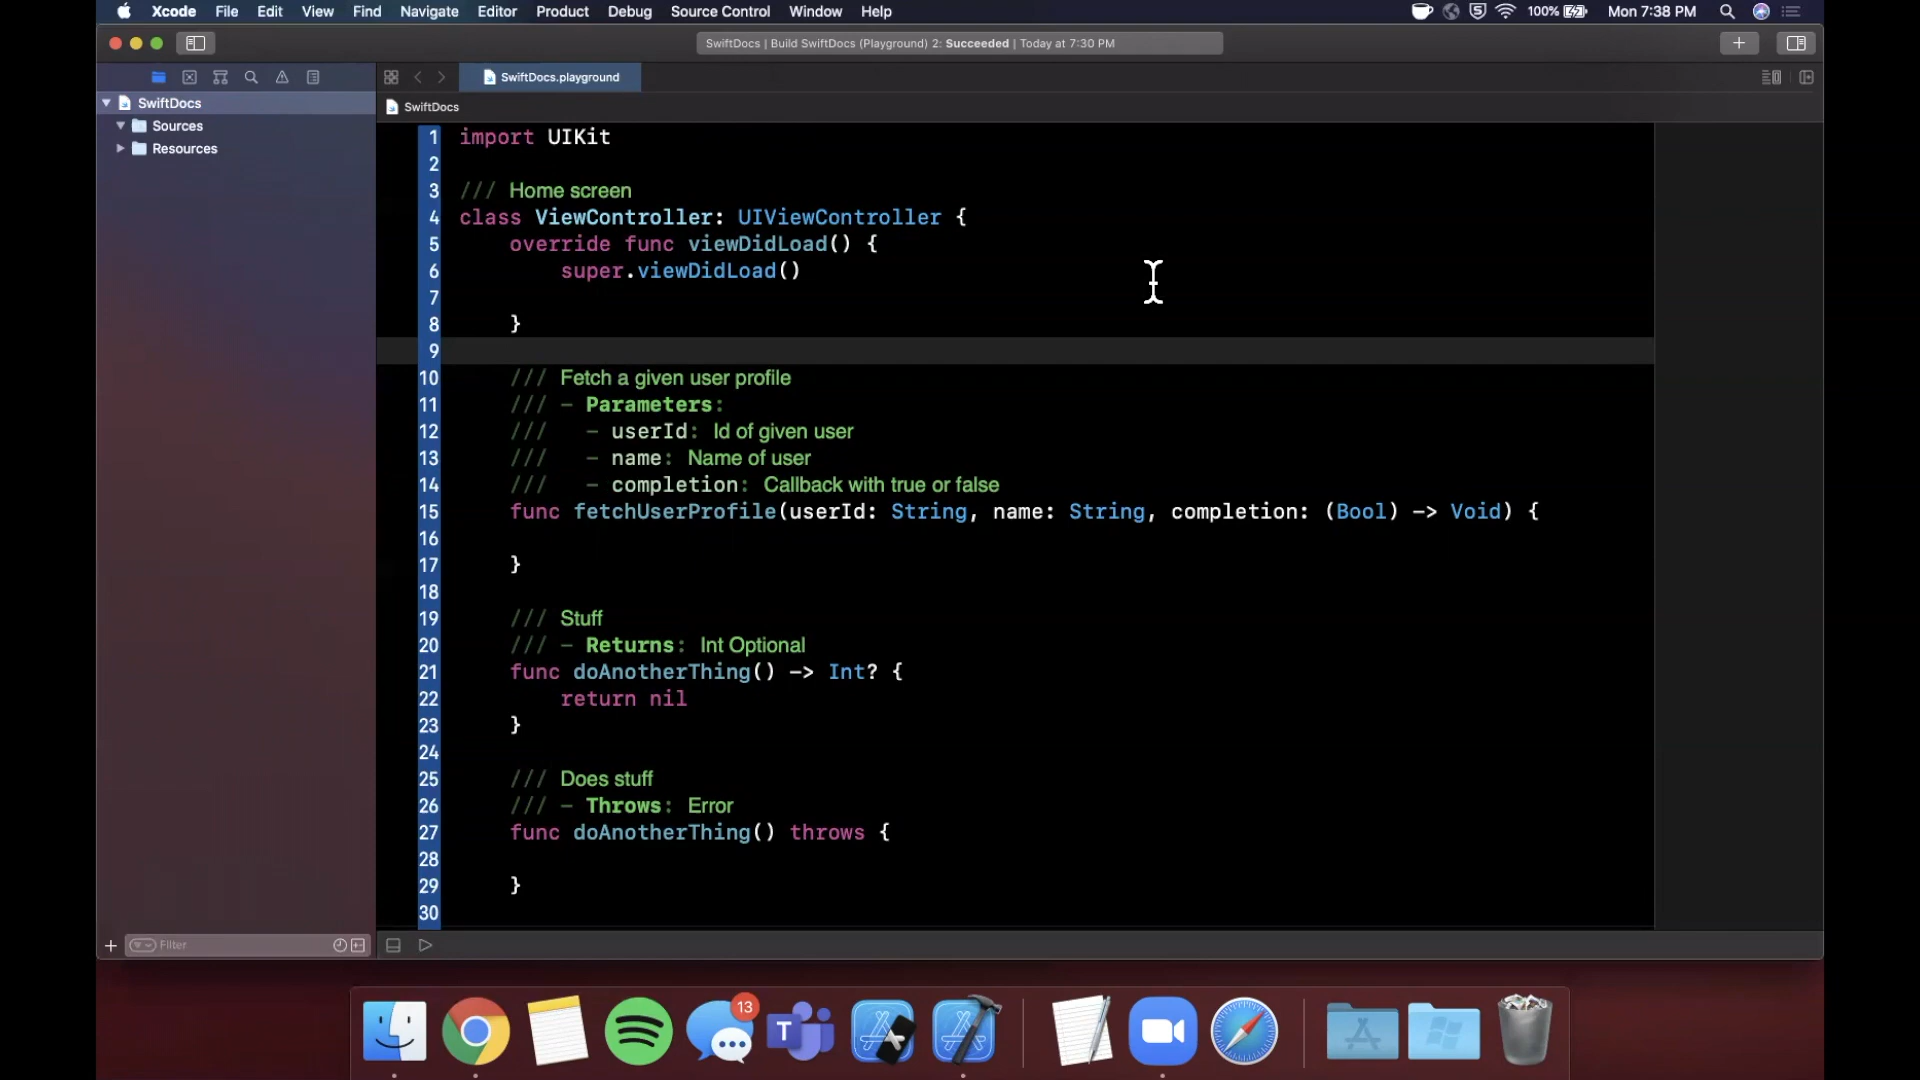 Xcode File Edit View Find Navigate Editor Product Debug Source Control Window Help 100% Mon 7:38 PM
SwiftDocs | Build SwiftDocs (Playground) 2: Succeeded | Today at 7:30 PM
SwiftDocs.playground
SwiftDocs
SwiftDocs
Sources
Resources
1 import UIKit
2
3 /// Home screen
4 class ViewController: UIViewController {
5 override func viewDidLoad() {
6 super.viewDidLoad()
7
8 }
9
10 /// Fetch a given user profile
11 /// - Parameters:
12 /// - userId: Id of given user
13 /// - name: Name of user
14 /// - completion: Callback with true or false
15 func fetchUserProfile(userId: String, name: String, completion: (Bool) -> Void) {
16
17 }
18
19 /// Stuff
20 /// - Returns: Int Optional
21 func doAnotherThing() -> Int? {
22 return nil
23 }
24
25 /// Does stuff
26 /// - Throws: Error
27 func doAnotherThing() throws {
28
29 }
30
Filter
13
T